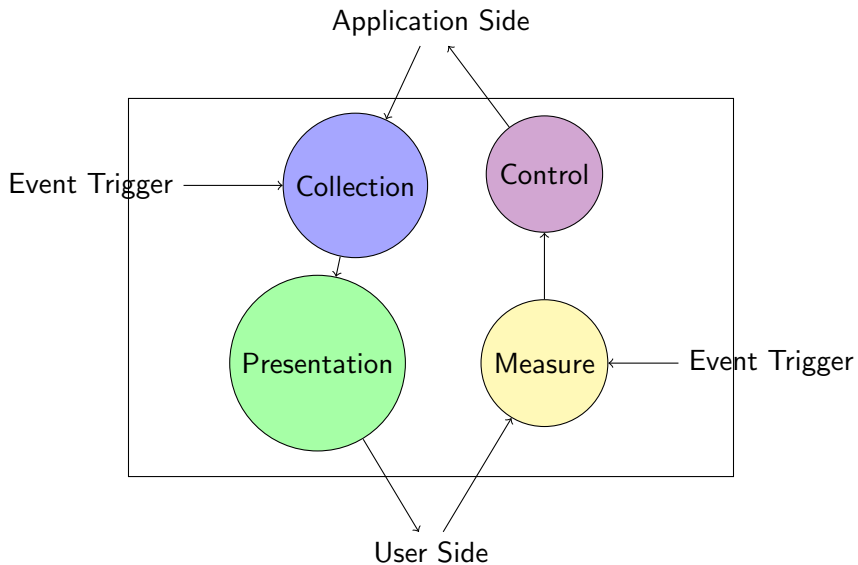 Application Side
Control
Event Trigger
Collection
Presentation
Measure
Event Trigger
User Side